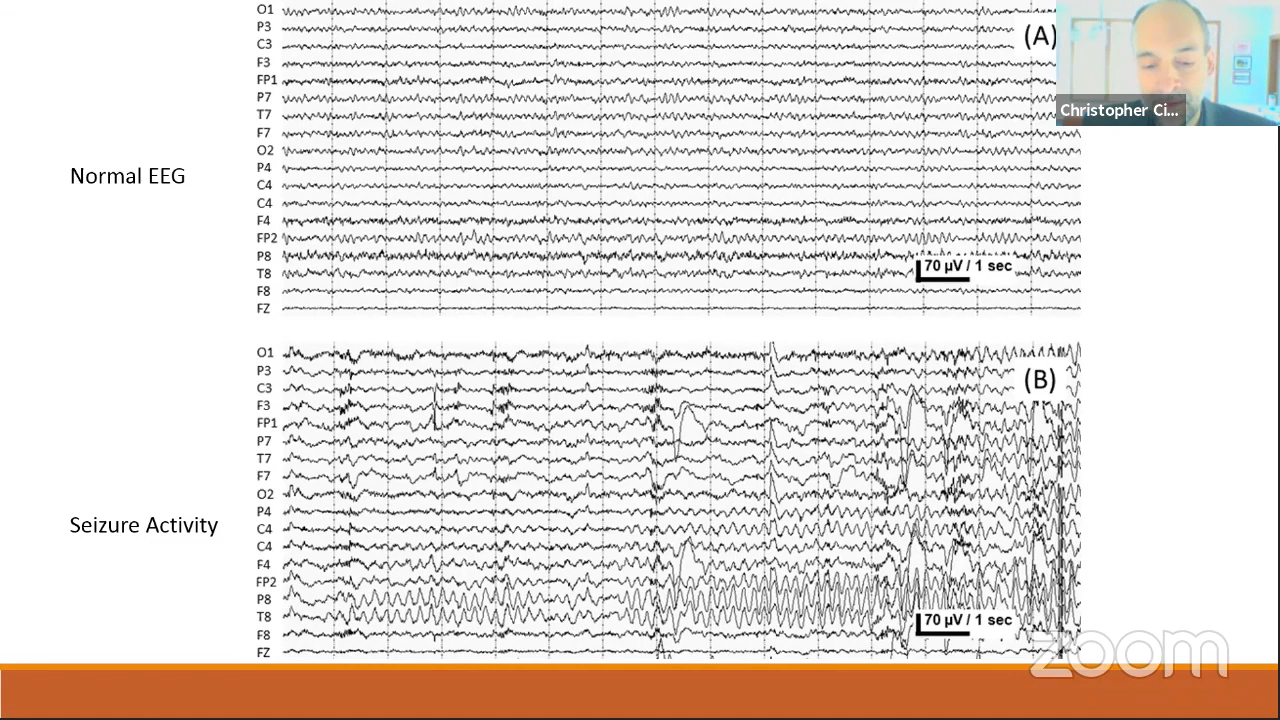 O1
P3
C3
F3
FP1
P7
T7
F7
O2
P4
C4
C4
F4
FP2
P8
T8
F8
FZ
(A)
70 µV / 1 sec
Christopher Ci...
Normal EEG
O1
P3
C3
F3
FP1
P7
T7
F7
O2
P4
C4
C4
F4
FP2
P8
T8
F8
FZ
(B)
70 µV / 1 sec
Seizure Activity
zoom